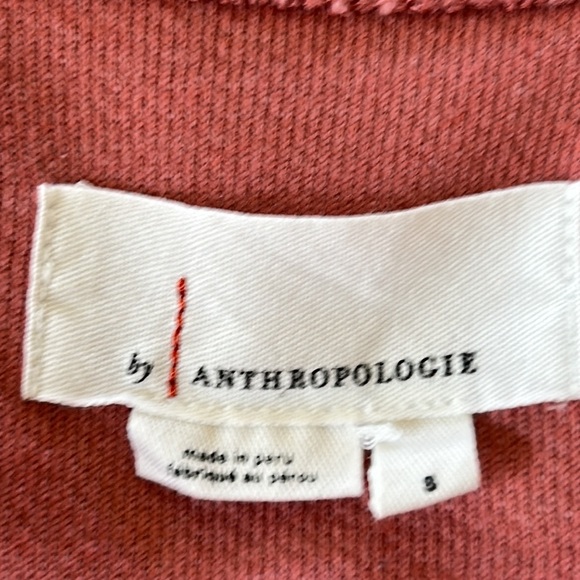 by ANTHROPOLOGIE
made in peru
fabriqué au pérou
S